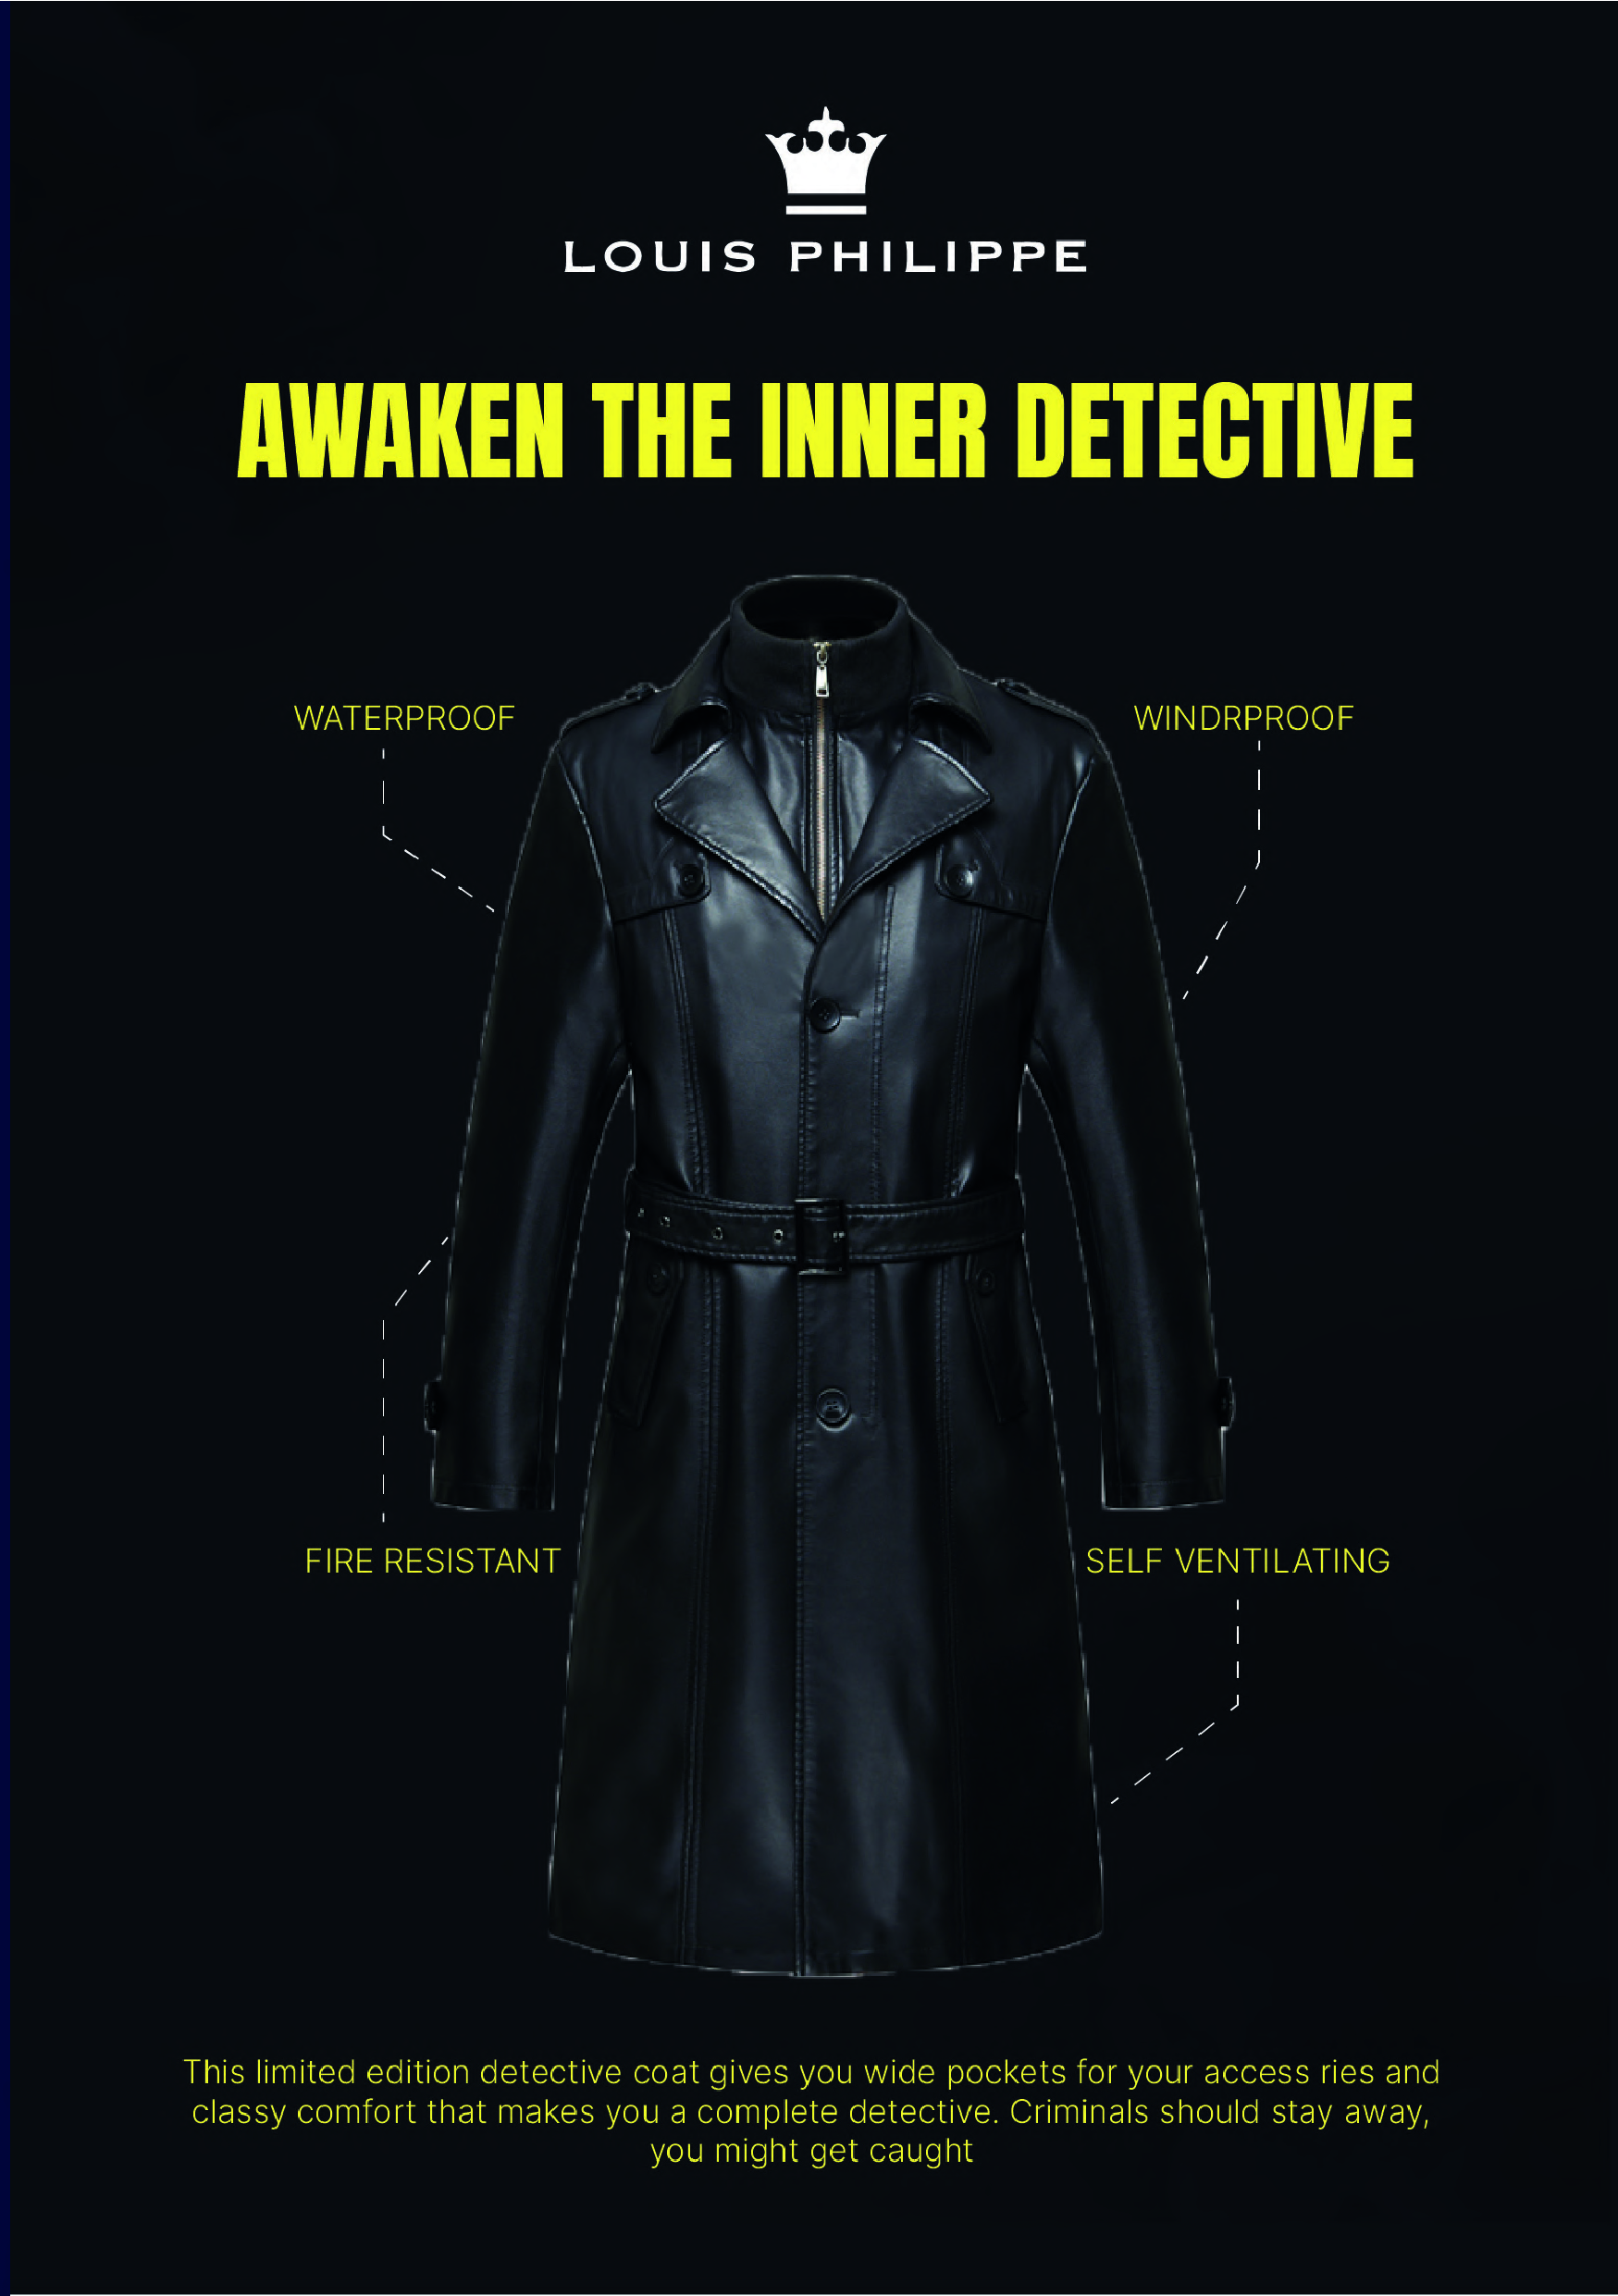 LOUIS PHILIPPE
AWAKEN THE INNER DETECTIVE
WATERPROOF
WINDRPROOF
FIRE RESISTANT
SELF VENTILATING
This limited edition detective coat gives you wide pockets for your access ries and
classy comfort that makes you a complete detective. Criminals should stay away,
you might get caught